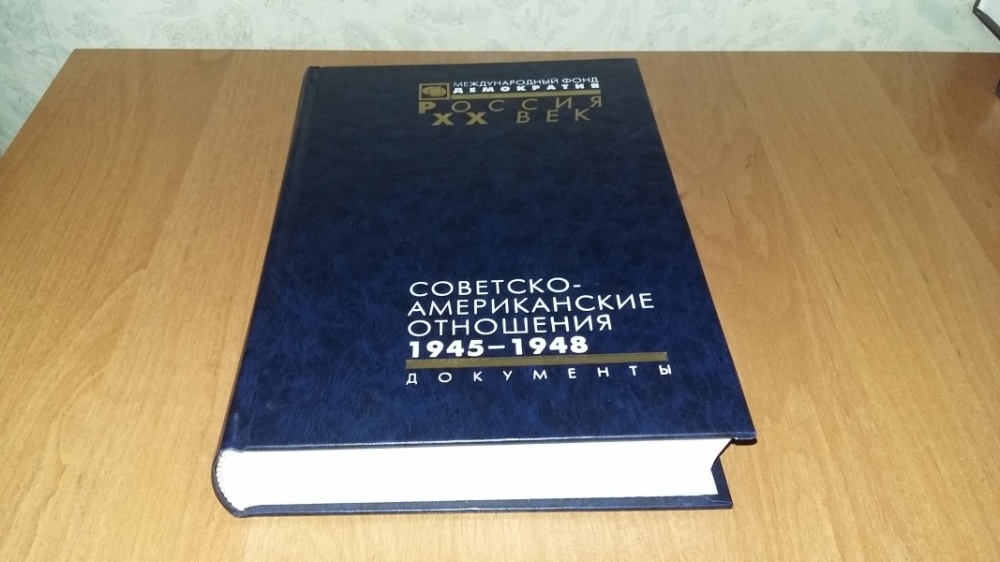 МЕЖДУНАРОДНЫЙ ФОНД
ДЕМОКРАТИЯ
РОССИЯ
XX ВЕК
СОВЕТСКО-
АМЕРИКАНСКИЕ
ОТНОШЕНИЯ
1945–1948
ДОКУМЕНТЫ